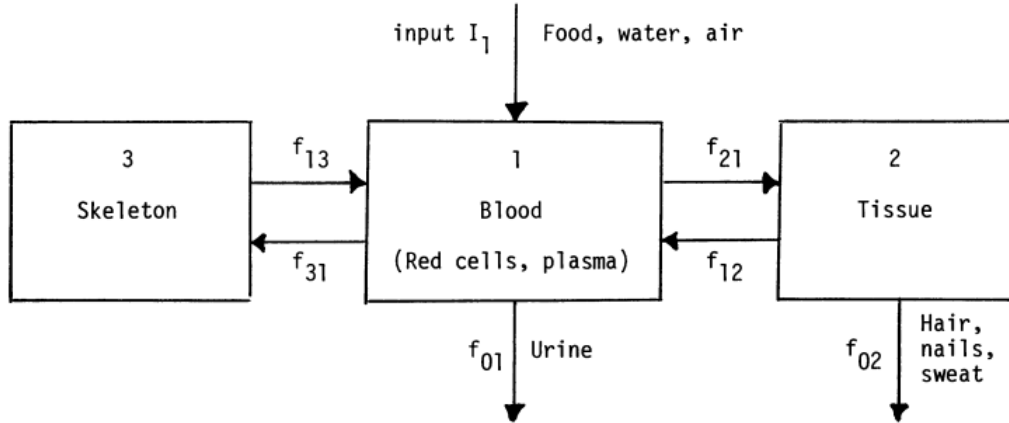 input I₁ Food, water, air
3
Skeleton
f₁₃
f₃₁
1
Blood
(Red cells, plasma)
f₂₁
f₁₂
2
Tissue
f₀₁ Urine
f₀₂
Hair,
nails,
sweat